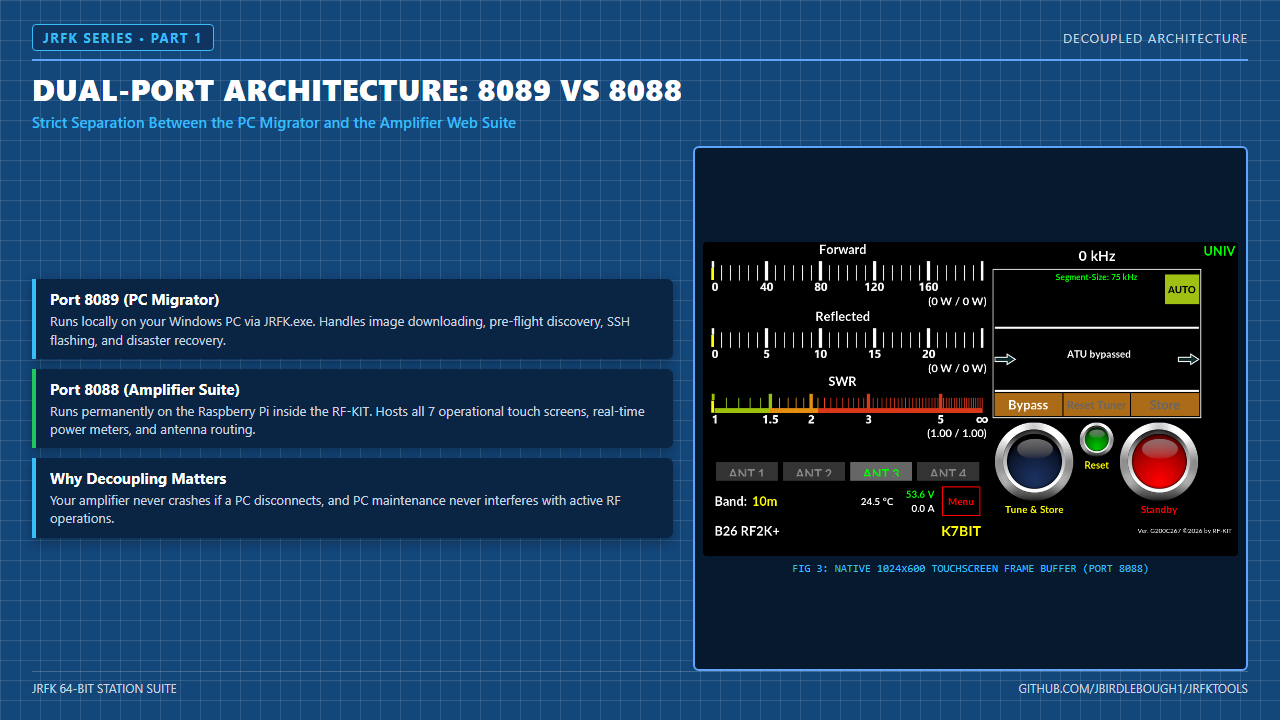 JRFK SERIES • PART 1
DECOUPLED ARCHITECTURE
DUAL-PORT ARCHITECTURE: 8089 VS 8088
Strict Separation Between the PC Migrator and the Amplifier Web Suite
Port 8089 (PC Migrator)
Runs locally on your Windows PC via JRFK.exe. Handles image downloading, pre-flight discovery, SSH
flashing, and disaster recovery.
Port 8088 (Amplifier Suite)
Runs permanently on the Raspberry Pi inside the RF-KIT. Hosts all 7 operational touch screens, real-time
power meters, and antenna routing.
Why Decoupling Matters
Your amplifier never crashes if a PC disconnects, and PC maintenance never interferes with active RF
operations.
Forward
0 40 80 120 160
(0 W / 0 W)
Reflected
0 5 10 15 20
(0 W / 0 W)
SWR
1 1.5 2 3 5 ∞
(1.00 / 1.00)
ANT 1 ANT 2 ANT 3 ANT 4
Band: 10m
24.5 °C
53.6 V
0.0 A
Menu
B26 RF2K+
K7BIT
0 kHz
UNIV
Segment-Size: 75 kHz
AUTO
ATU bypassed
Bypass Reset Tuner Store
Reset
Tune & Store
Standby
Ver. G200C267 ©2026 by RF-KIT
FIG 3: NATIVE 1024x600 TOUCHSCREEN FRAME BUFFER (PORT 8088)
JRFK 64-BIT STATION SUITE
GITHUB.COM/JBIRDLEBOUGH1/JRFKTOOLS